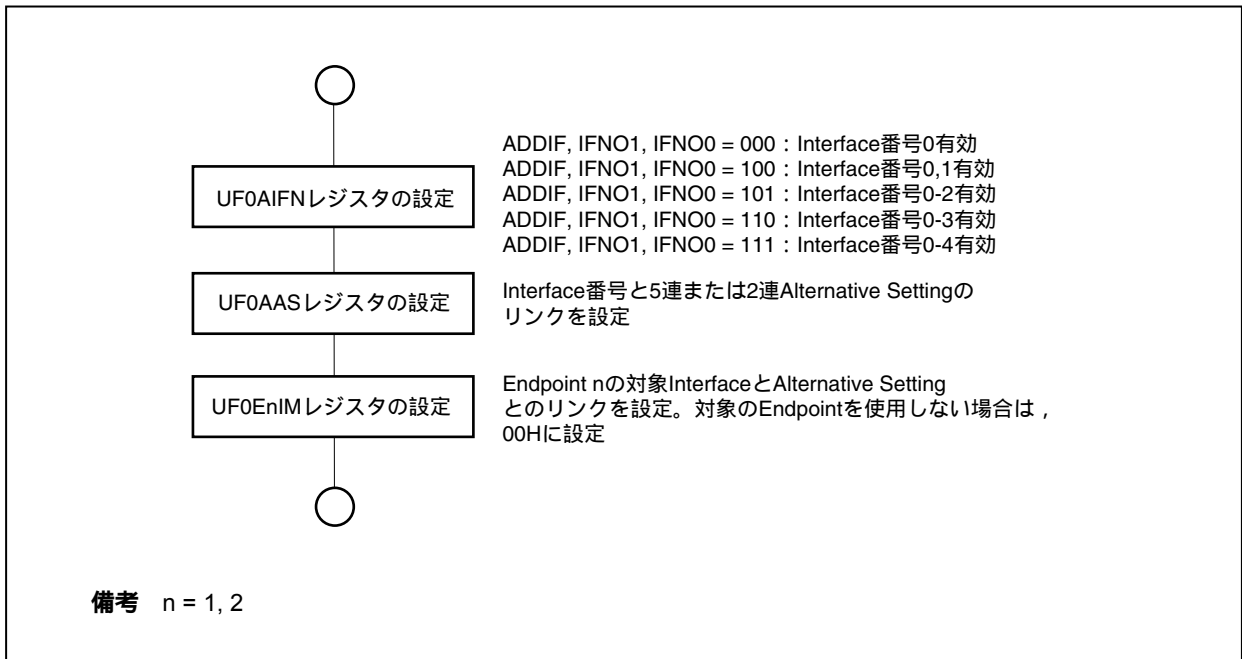 ADDIF, IFNO1, IFNO0 = 000：Interface番号0有効
ADDIF, IFNO1, IFNO0 = 100：Interface番号0,1有効
UF0AIFNレジスタの設定
ADDIF, IFNO1, IFNO0 = 101：Interface番号0-2有効
ADDIF, IFNO1, IFNO0 = 110：Interface番号0-3有効
ADDIF, IFNO1, IFNO0 = 111：Interface番号0-4有効
UF0AASレジスタの設定
Interface番号と5連または2連Alternative Settingの
リンクを設定
UF0EnIMレジスタの設定
Endpoint nの対象InterfaceとAlternative Setting
とのリンクを設定。対象のEndpointを使用しない場合は，
00Hに設定
備考 n = 1, 2